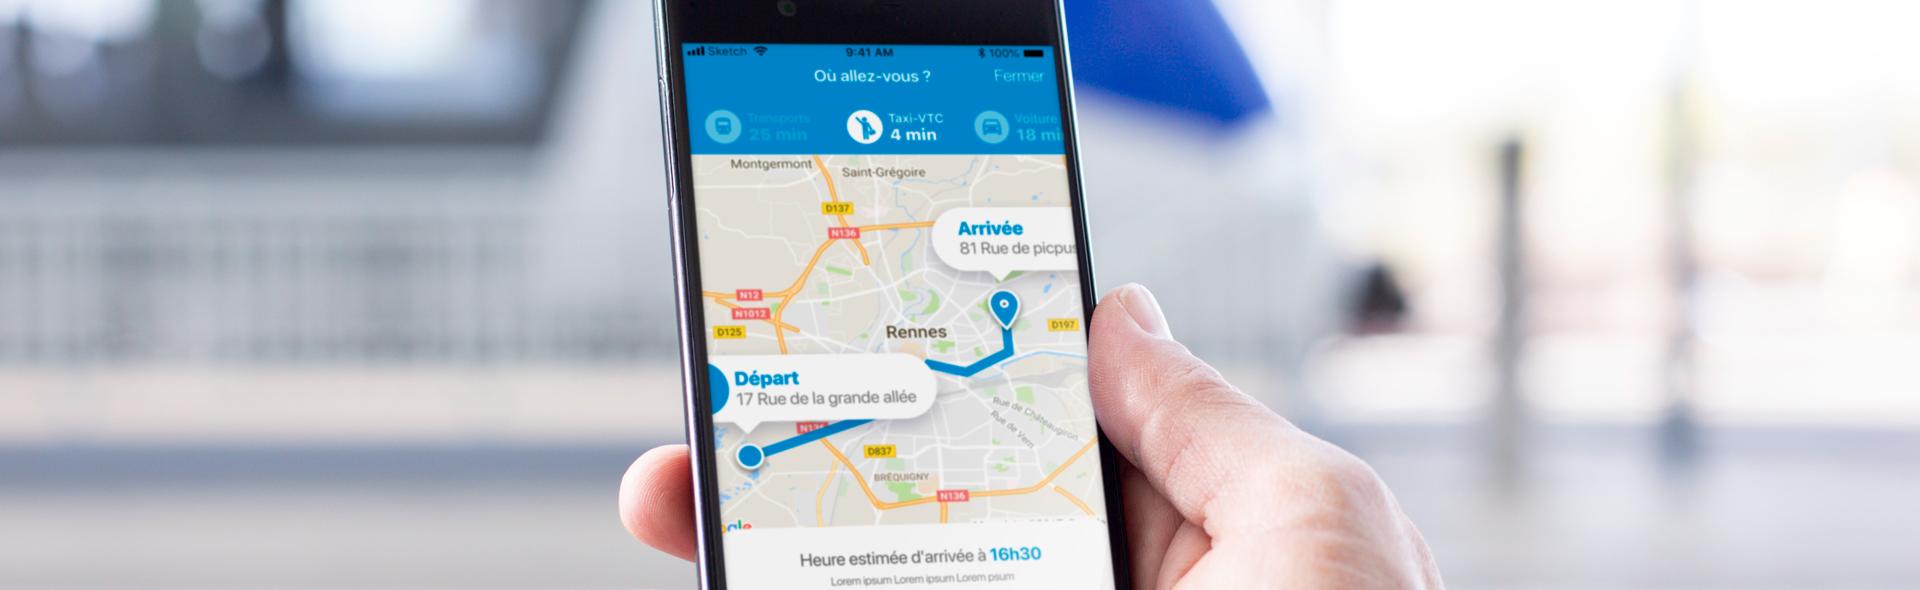 Sketch 9:41 AM 100%
Où allez-vous ? Fermer
Transports
25 min
Taxi-VTC
4 min
Voiture
18 mi
Montgermont
Saint-Grégoire
D137
N136
Arrivée
81 Rue de picpus
N12
N1012
D125
Rennes
D197
Départ
17 Rue de la grande allée
Rue de Châteaugiron
Rue de Vern
N136
D837
BRÉQUIGNY
N136
Heure estimée d'arrivée à 16h30
Lorem ipsum Lorem ipsum Lorem psum